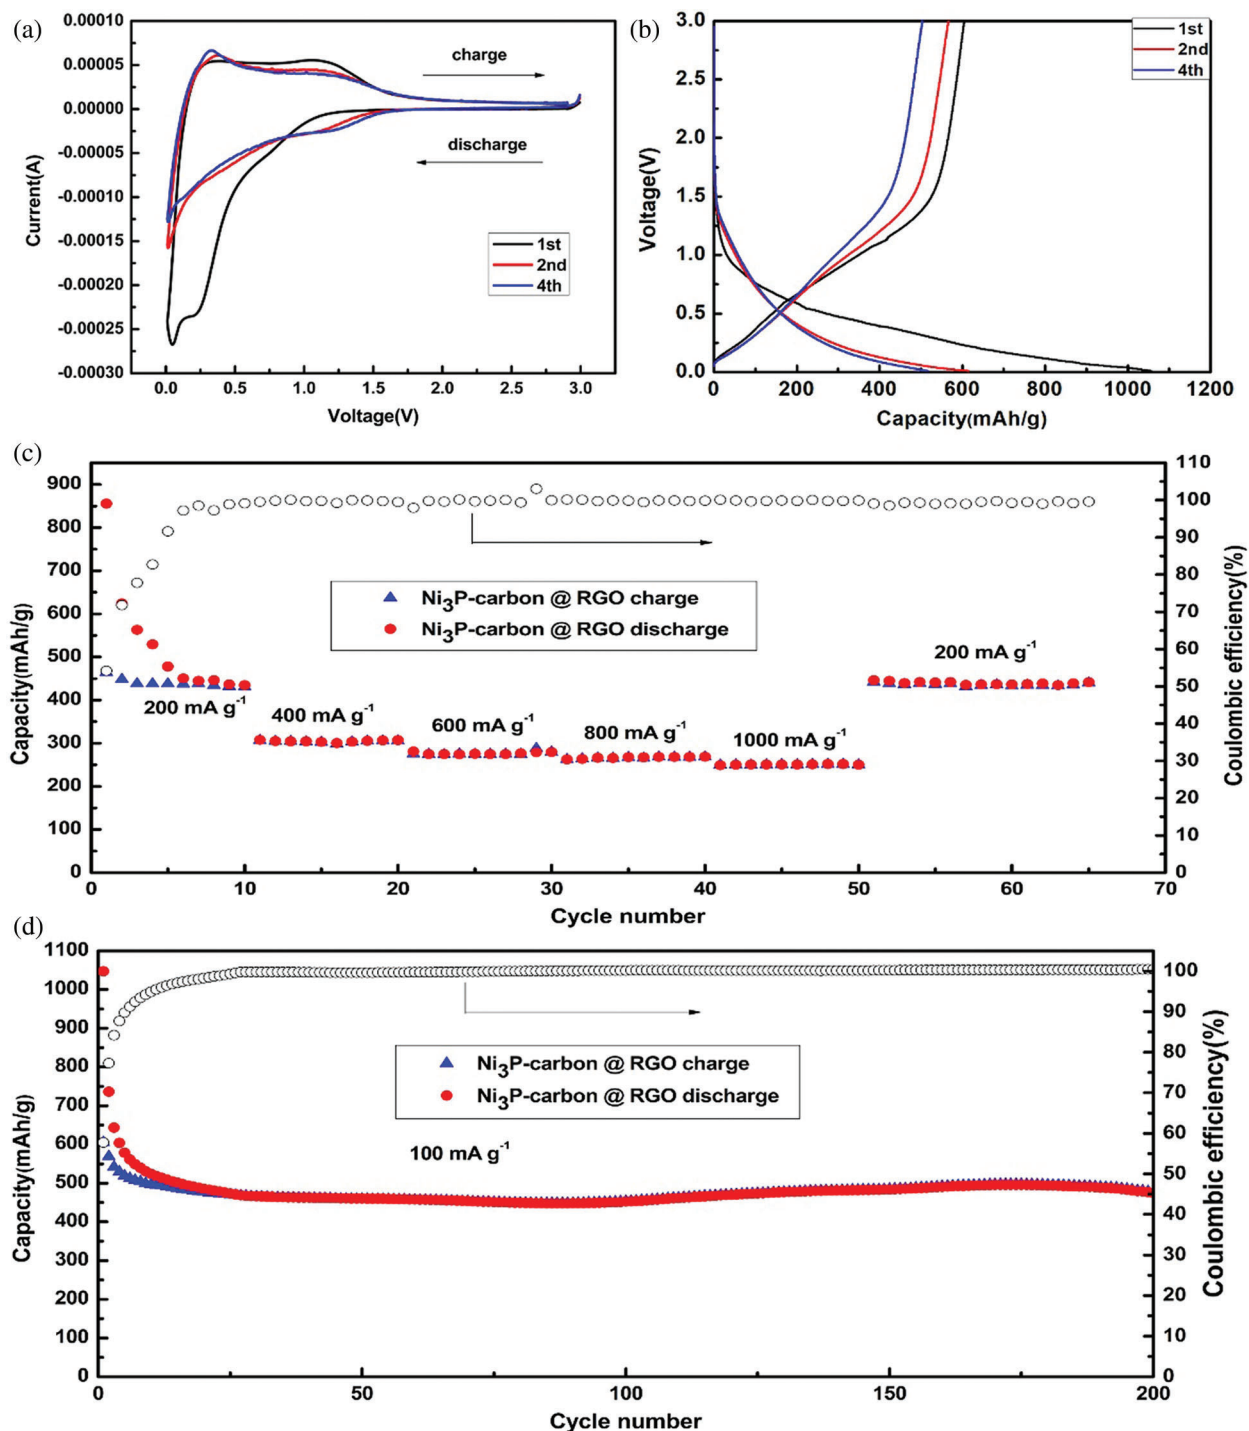 (a)
0.00010
0.00005
0.00000
-0.00005
-0.00010
-0.00015
-0.00020
-0.00025
-0.00030
Current(A)
charge
discharge
1st
2nd
4th
0.0 0.5 1.0 1.5 2.0 2.5 3.0
Voltage(V)
(b)
3.0
2.5
2.0
1.5
1.0
0.5
0.0
Voltage(V)
1st
2nd
4th
0 200 400 600 800 1000 1200
Capacity(mAh/g)
(c)
900
800
700
600
500
400
300
200
100
0
Capacity(mAh/g)
Ni₃P-carbon @ RGO charge
Ni₃P-carbon @ RGO discharge
200 mA g⁻¹
400 mA g⁻¹
600 mA g⁻¹
800 mA g⁻¹
1000 mA g⁻¹
200 mA g⁻¹
110
100
90
80
70
60
50
40
30
20
10
0
Coulombic efficiency(%)
0 10 20 30 40 50 60 70
Cycle number
(d)
1100
1000
900
800
700
600
500
400
300
200
100
0
Capacity(mAh/g)
Ni₃P-carbon @ RGO charge
Ni₃P-carbon @ RGO discharge
100 mA g⁻¹
100
90
80
70
60
50
40
30
20
10
0
Coulombic efficiency(%)
0 50 100 150 200
Cycle number